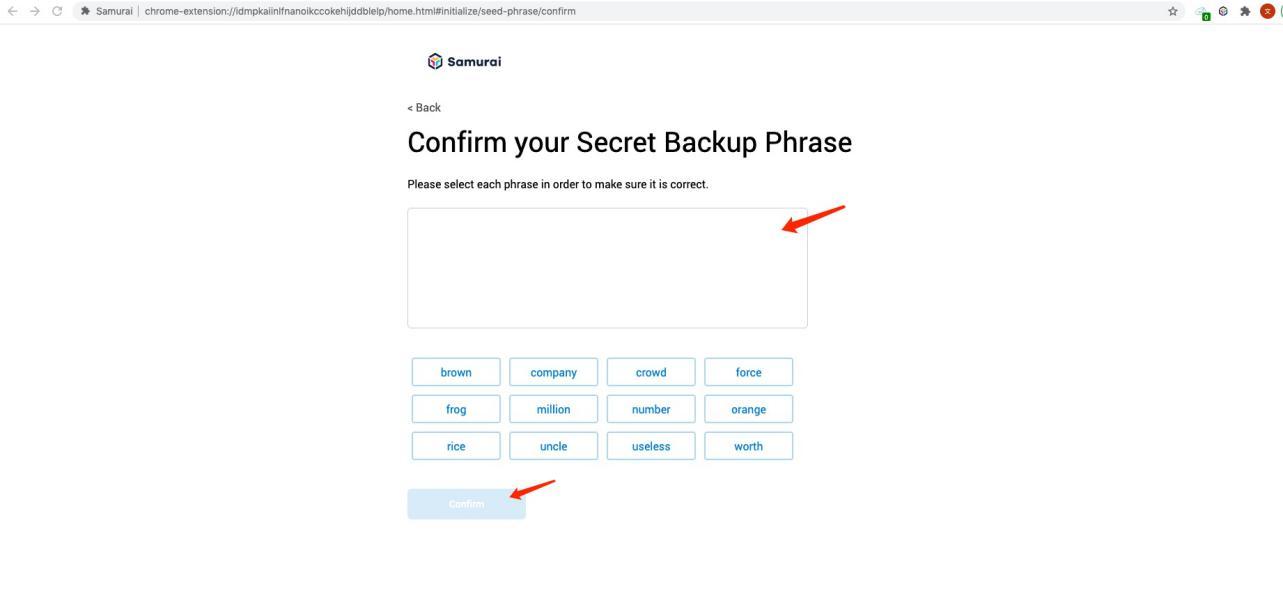 Samurai | chrome-extension://idmpkaiinlfnanoikccokehijddblelp/home.html#initialize/seed-phrase/confirm
0
文
Samurai
< Back
Confirm your Secret Backup Phrase
Please select each phrase in order to make sure it is correct.
brown company crowd force
frog million number orange
rice uncle useless worth
Confirm